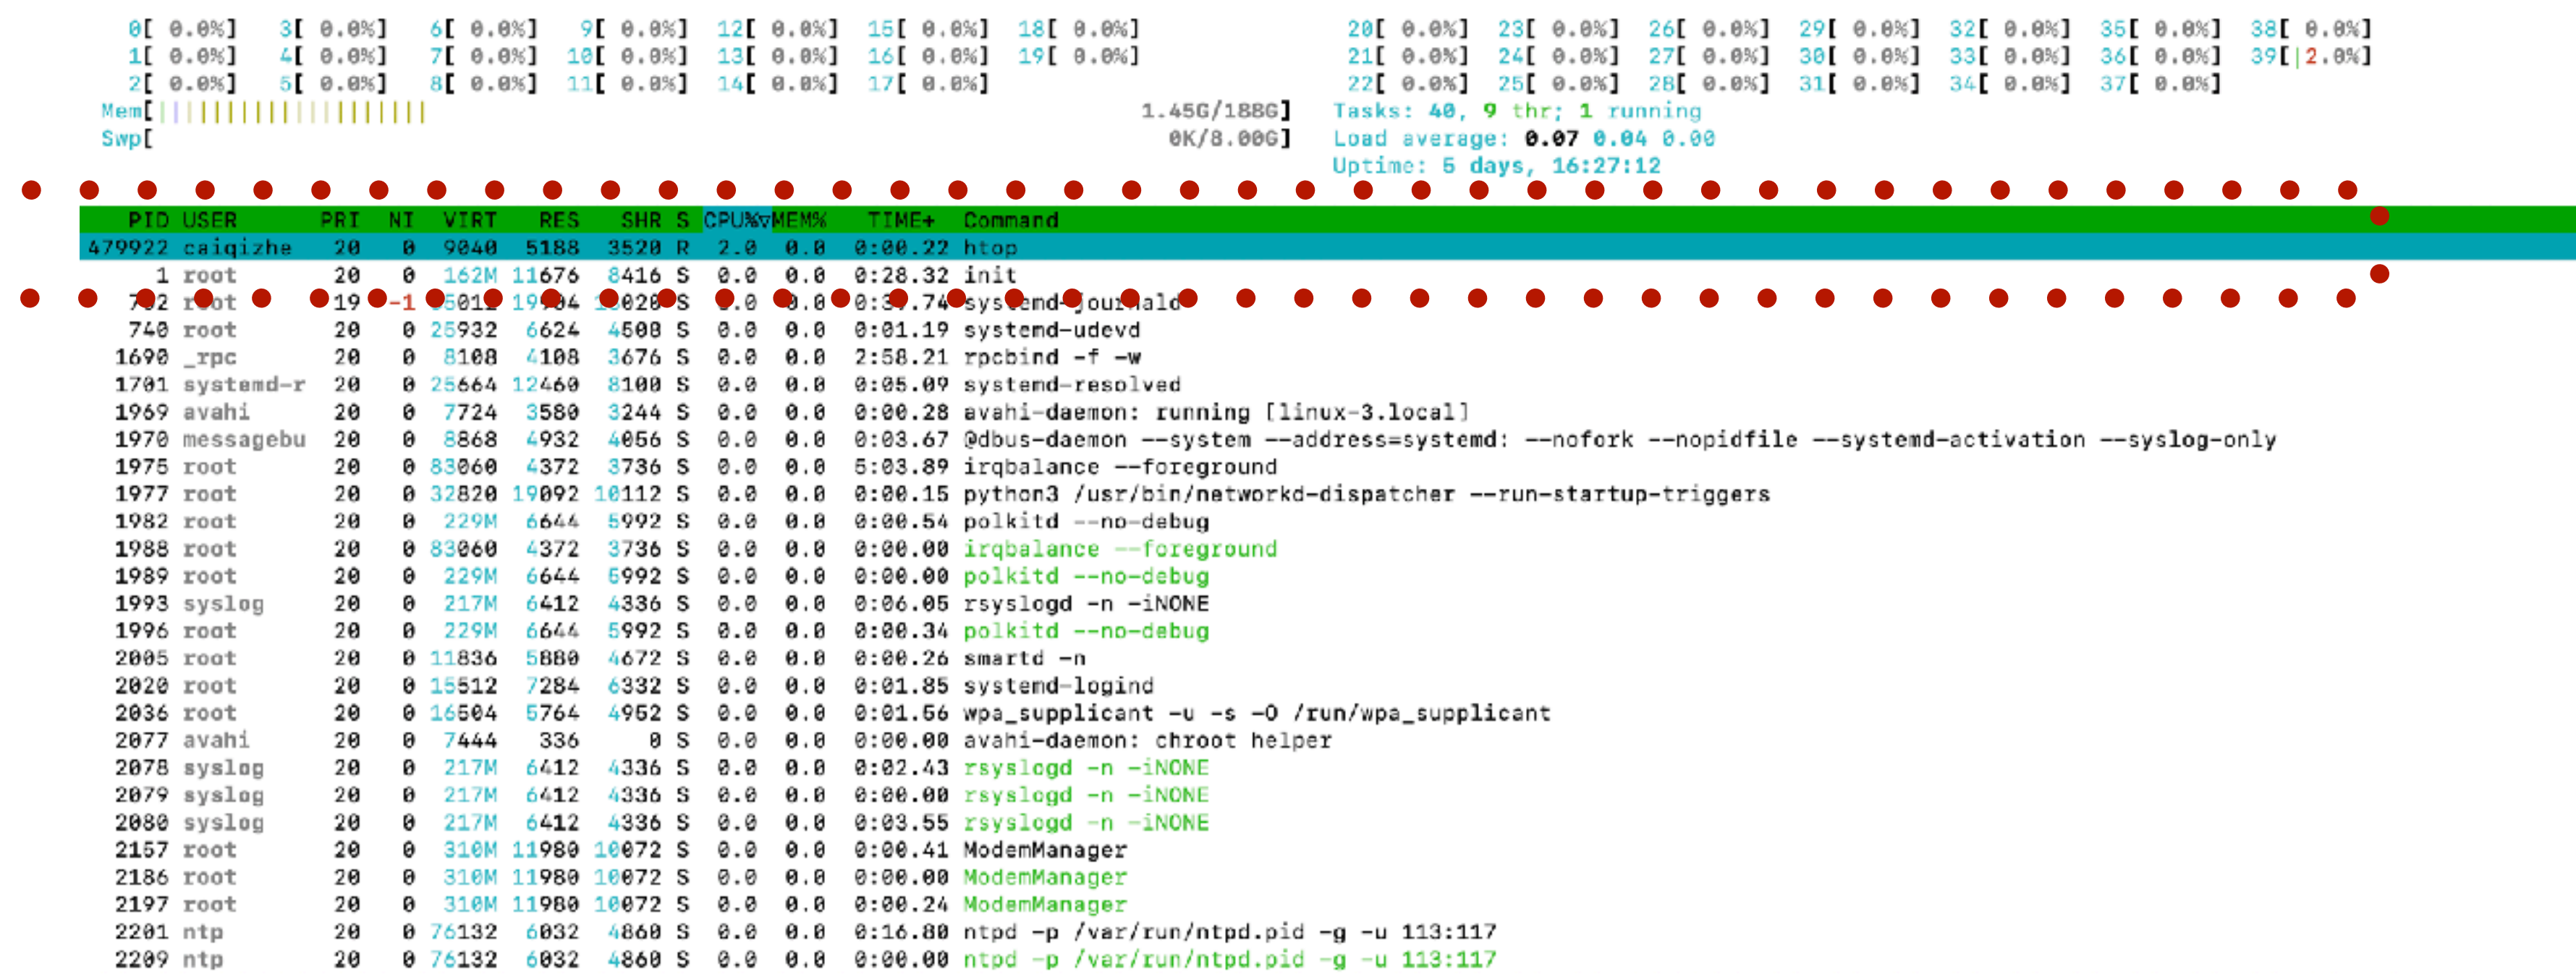 0[ 0.0%] 3[ 0.0%] 6[ 0.0%] 9[ 0.0%] 12[ 0.0%] 15[ 0.0%] 18[ 0.0%] 20[ 0.0%] 23[ 0.0%] 26[ 0.0%] 29[ 0.0%] 32[ 0.0%] 35[ 0.0%] 38[ 0.0%]
1[ 0.0%] 4[ 0.0%] 7[ 0.0%] 10[ 0.0%] 13[ 0.0%] 16[ 0.0%] 19[ 0.0%] 21[ 0.0%] 24[ 0.0%] 27[ 0.0%] 30[ 0.0%] 33[ 0.0%] 36[ 0.0%] 39[|2.0%]
2[ 0.0%] 5[ 0.0%] 8[ 0.0%] 11[ 0.0%] 14[ 0.0%] 17[ 0.0%] 22[ 0.0%] 25[ 0.0%] 28[ 0.0%] 31[ 0.0%] 34[ 0.0%] 37[ 0.0%]
Mem[|||||||||||||||||||| 1.45G/188G] Tasks: 40, 9 thr; 1 running
Swp[ 0K/8.00G] Load average: 0.07 0.04 0.00
Uptime: 5 days, 16:27:12
PID USER PRI NI VIRT RES SHR S CPU%▽MEM% TIME+ Command
479922 caiqizhe 20 0 9040 5188 3520 R 2.0 0.0 0:00.22 htop
1 root 20 0 162M 11676 8416 S 0.0 0.0 0:28.32 init
root 19 -1 S 0.0 0.0 systemd-journald
740 root 20 0 25932 6624 4508 S 0.0 0.0 0:01.19 systemd-udevd
1690 _rpc 20 0 8108 4108 3676 S 0.0 0.0 2:58.21 rpcbind -f -w
1701 systemd-r 20 0 25664 12460 8100 S 0.0 0.0 0:05.09 systemd-resolved
1969 avahi 20 0 7724 3580 3244 S 0.0 0.0 0:00.28 avahi-daemon: running [linux-3.local]
1970 messagebu 20 0 8868 4932 4056 S 0.0 0.0 0:03.67 @dbus-daemon --system --address=systemd: --nofork --nopidfile --systemd-activation --syslog-only
1975 root 20 0 83060 4372 3736 S 0.0 0.0 5:03.89 irqbalance --foreground
1977 root 20 0 32820 19092 10112 S 0.0 0.0 0:00.15 python3 /usr/bin/networkd-dispatcher --run-startup-triggers
1982 root 20 0 229M 6644 5992 S 0.0 0.0 0:00.54 polkitd --no-debug
1988 root 20 0 83060 4372 3736 S 0.0 0.0 0:00.00 irqbalance --foreground
1989 root 20 0 229M 6644 5992 S 0.0 0.0 0:00.00 polkitd --no-debug
1993 syslog 20 0 217M 6412 4336 S 0.0 0.0 0:06.05 rsyslogd -n -iNONE
1996 root 20 0 229M 6644 5992 S 0.0 0.0 0:00.34 polkitd --no-debug
2005 root 20 0 11836 5880 4672 S 0.0 0.0 0:00.26 smartd -n
2020 root 20 0 15512 7284 6332 S 0.0 0.0 0:01.85 systemd-logind
2036 root 20 0 16504 5764 4952 S 0.0 0.0 0:01.56 wpa_supplicant -u -s -O /run/wpa_supplicant
2077 avahi 20 0 7444 336 0 S 0.0 0.0 0:00.00 avahi-daemon: chroot helper
2078 syslog 20 0 217M 6412 4336 S 0.0 0.0 0:02.43 rsyslogd -n -iNONE
2079 syslog 20 0 217M 6412 4336 S 0.0 0.0 0:00.00 rsyslogd -n -iNONE
2080 syslog 20 0 217M 6412 4336 S 0.0 0.0 0:03.55 rsyslogd -n -iNONE
2157 root 20 0 310M 11980 10072 S 0.0 0.0 0:00.41 ModemManager
2186 root 20 0 310M 11980 10072 S 0.0 0.0 0:00.00 ModemManager
2197 root 20 0 310M 11980 10072 S 0.0 0.0 0:00.24 ModemManager
2201 ntp 20 0 76132 6032 4860 S 0.0 0.0 0:16.80 ntpd -p /var/run/ntpd.pid -g -u 113:117
2209 ntp 20 0 76132 6032 4860 S 0.0 0.0 0:00.00 ntpd -p /var/run/ntpd.pid -g -u 113:117